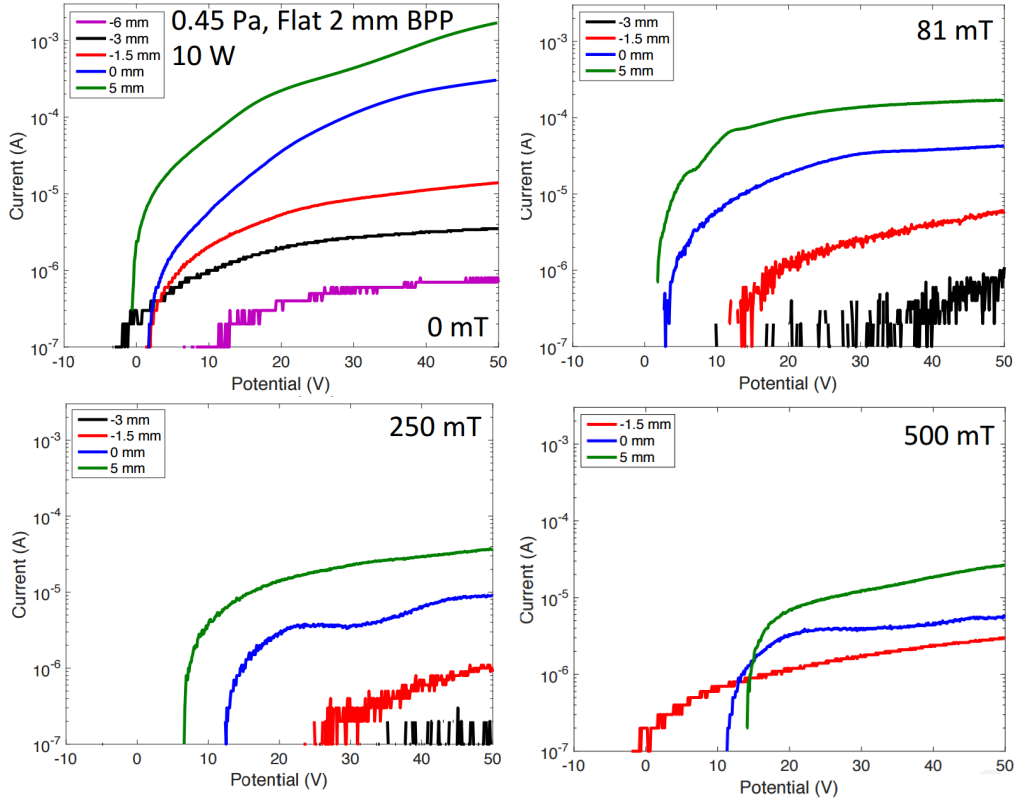 0.45 Pa, Flat 2 mm BPP
10 W
-6 mm
-3 mm
-1.5 mm
0 mm
5 mm
0 mT
Current (A)
10-3
10-4
10-5
10-6
10-7
-10 0 10 20 30 40 50
Potential (V)
81 mT
-3 mm
-1.5 mm
0 mm
5 mm
Current (A)
10-3
10-4
10-5
10-6
10-7
-10 0 10 20 30 40 50
Potential (V)
250 mT
-3 mm
-1.5 mm
0 mm
5 mm
Current (A)
10-3
10-4
10-5
10-6
10-7
-10 0 10 20 30 40 50
Potential (V)
500 mT
-1.5 mm
0 mm
5 mm
Current (A)
10-3
10-4
10-5
10-6
10-7
-10 0 10 20 30 40 50
Potential (V)